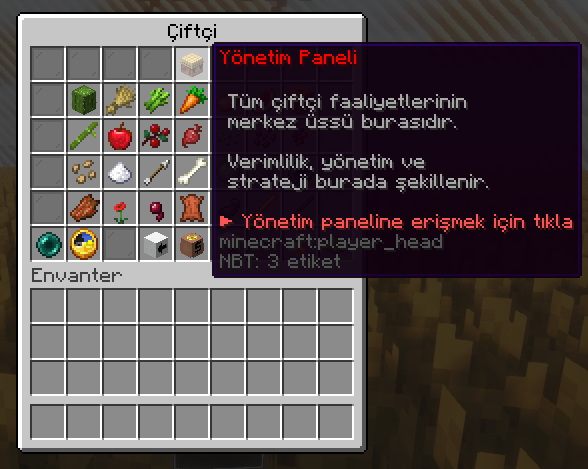 Çiftçi
Yönetim Paneli
Tüm çiftçi faaliyetlerinin
merkez üssü burasıdır.
Verimlilik, yönetim ve
strateji burada şekillenir.
► Yönetim paneline erişmek için tıkla
minecraft:player_head
NBT: 3 etiket
Envanter